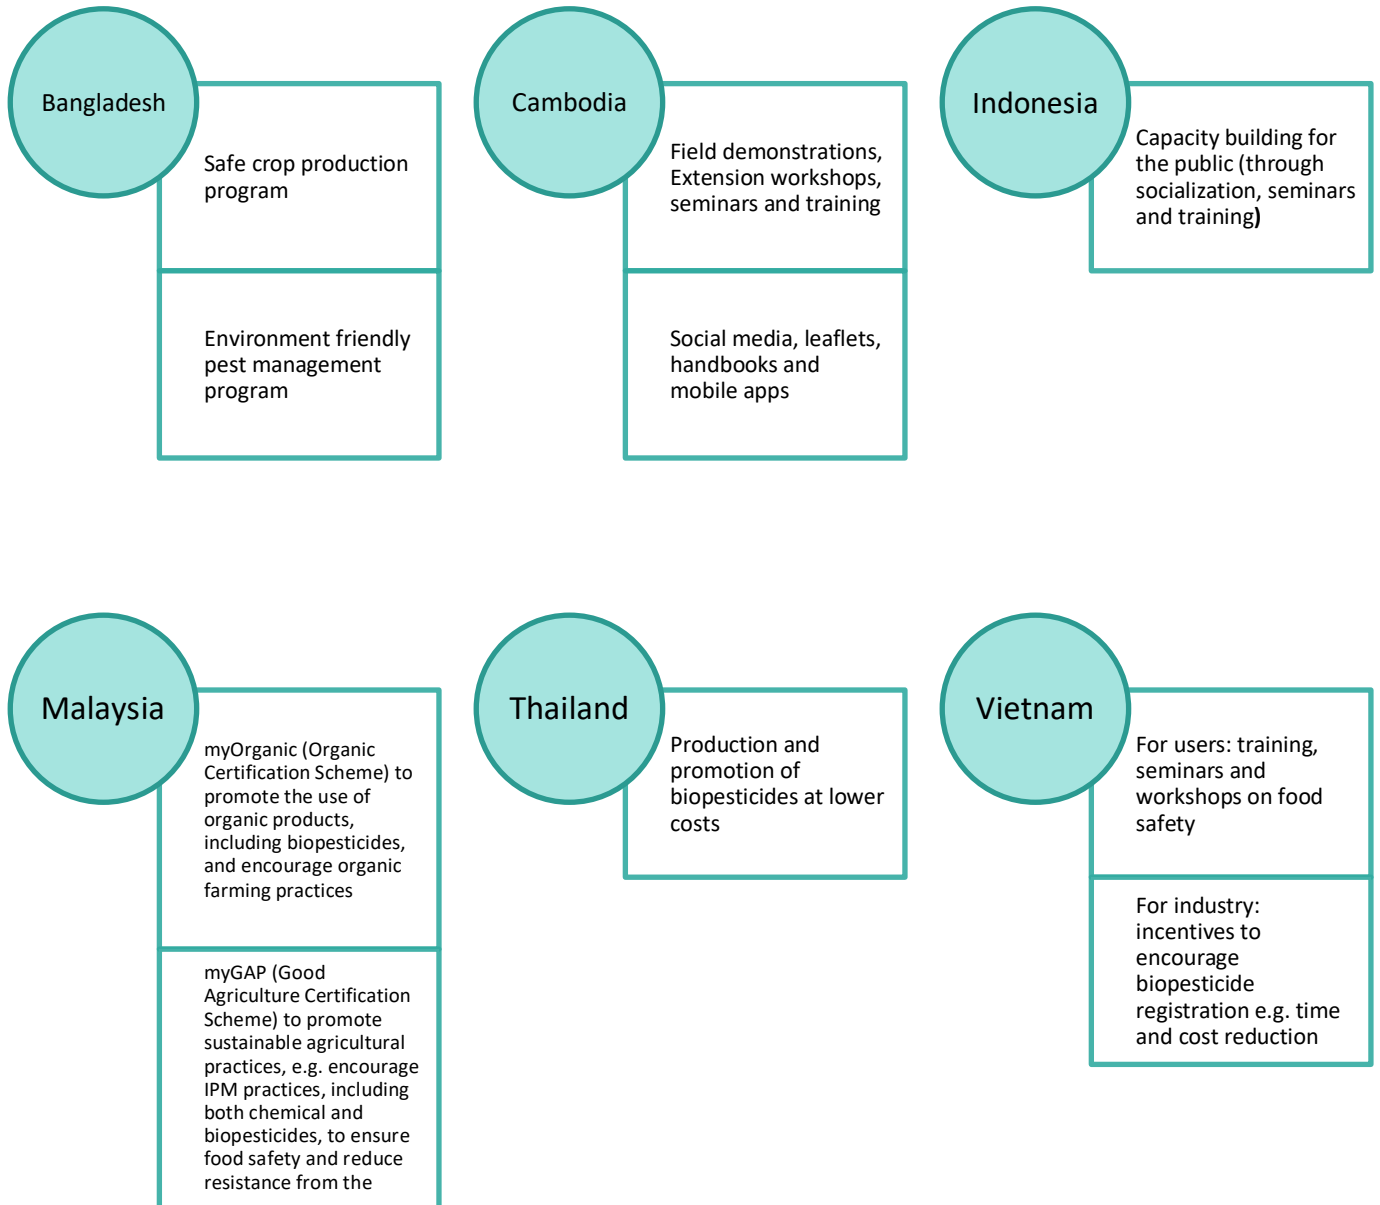 Bangladesh
Safe crop production
program
Environment friendly
pest management
program
Cambodia
Field demonstrations,
Extension workshops,
seminars and training
Social media, leaflets,
handbooks and
mobile apps
Indonesia
Capacity building for
the public (through
socialization, seminars
and training)
Malaysia
myOrganic (Organic
Certification Scheme) to
promote the use of
organic products,
including biopesticides,
and encourage organic
farming practices
myGAP (Good
Agriculture Certification
Scheme) to promote
sustainable agricultural
practices, e.g. encourage
IPM practices, including
both chemical and
biopesticides, to ensure
food safety and reduce
resistance from the
Thailand
Production and
promotion of
biopesticides at lower
costs
Vietnam
For users: training,
seminars and
workshops on food
safety
For industry:
incentives to
encourage
biopesticide
registration e.g. time
and cost reduction